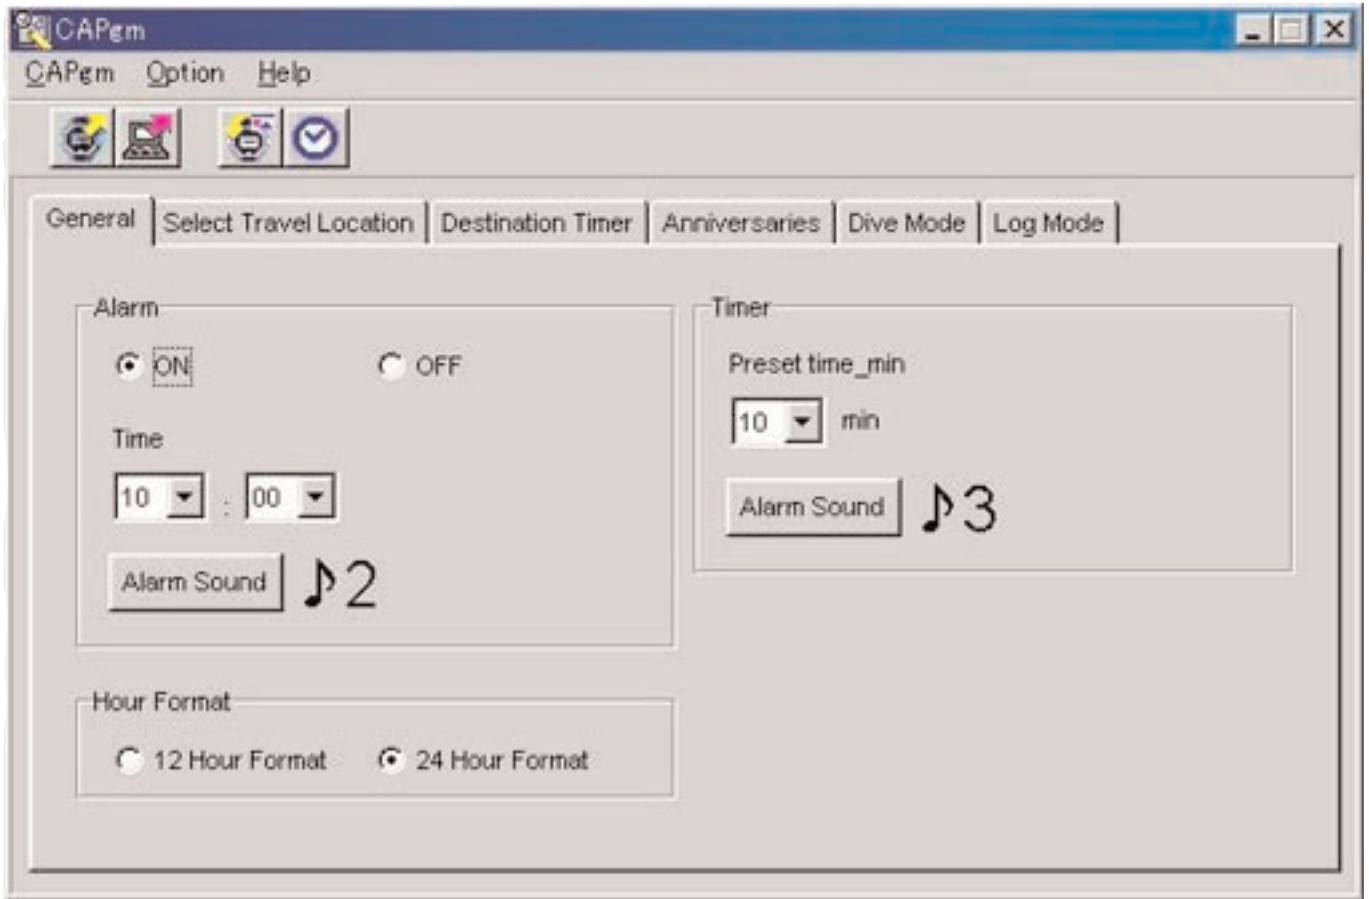 CAPgm
CAPgm Option Help
General Select Travel Location Destination Timer Anniversaries Dive Mode Log Mode
Alarm
ON OFF
Time
10 : 00
Alarm Sound ♪2
Timer
Preset time_min
10 min
Alarm Sound ♪3
Hour Format
12 Hour Format 24 Hour Format